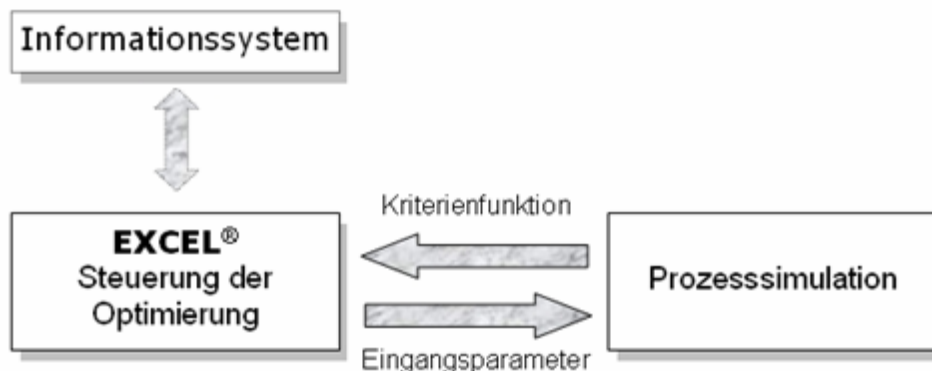 Informationssystem
Kriterienfunktion
EXCEL®
Steuerung der
Optimierung
Prozesssimulation
Eingangsparameter